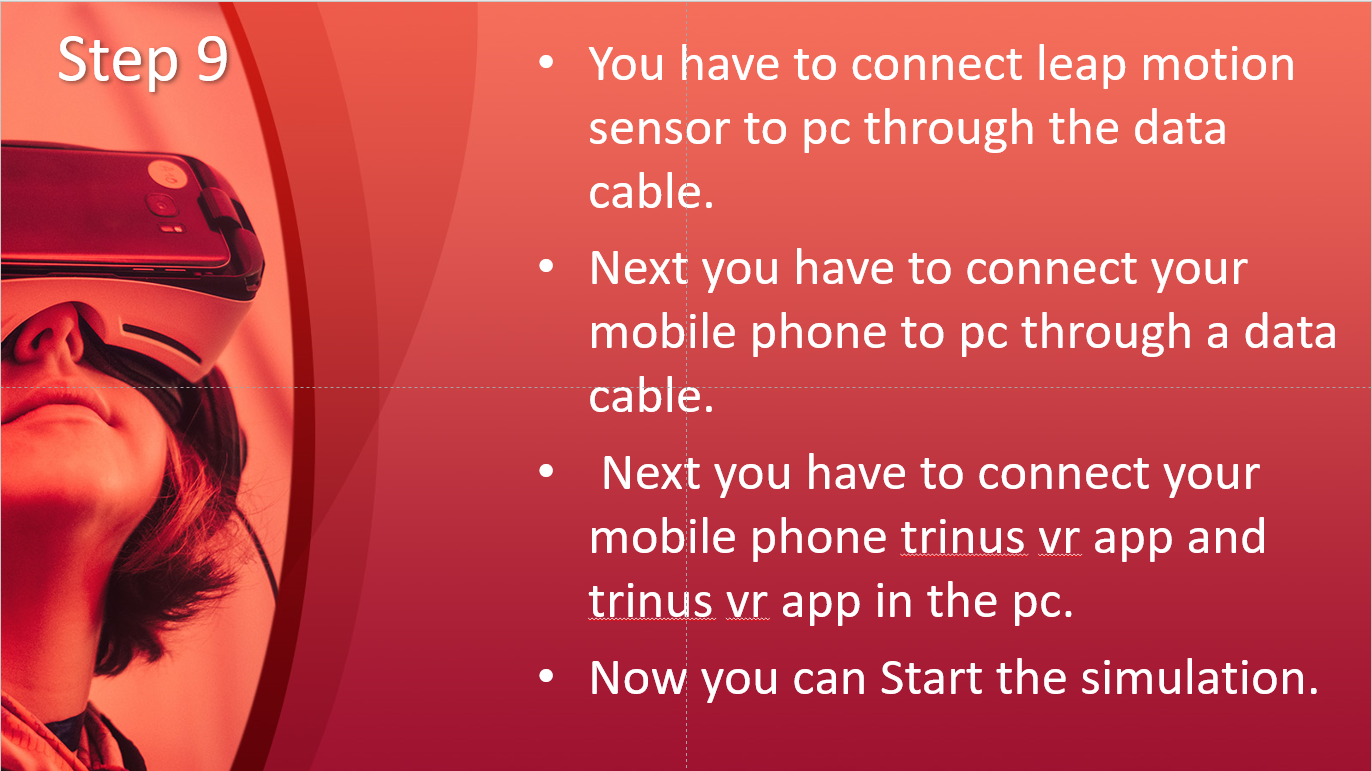 Step 9
• You have to connect leap motion
sensor to pc through the data
cable.
• Next you have to connect your
mobile phone to pc through a data
cable.
• Next you have to connect your
mobile phone trinus vr app and
trinus vr app in the pc.
• Now you can Start the simulation.